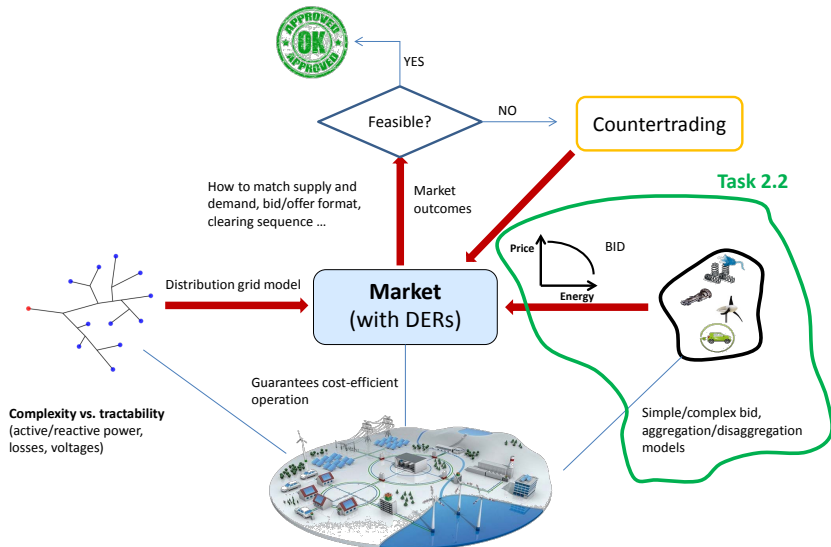 APPROVED
OK
APPROVED
YES
Feasible?
NO
Countertrading
Task 2.2
How to match supply and
demand, bid/offer format,
clearing sequence ...
Market
outcomes
Price
BID
Energy
Distribution grid model
Market
(with DERs)
Guarantees cost-efficient
operation
Complexity vs. tractability
(active/reactive power,
losses, voltages)
Simple/complex bid,
aggregation/disaggregation
models